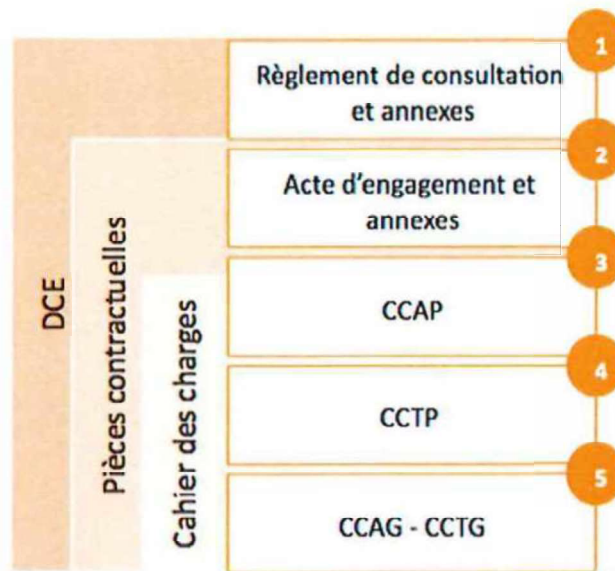 DCE
Pièces contractuelles
Cahier des charges
1
Règlement de consultation
et annexes
2
Acte d'engagement et
annexes
3
CCAP
4
CCTP
5
CCAG - CCTG